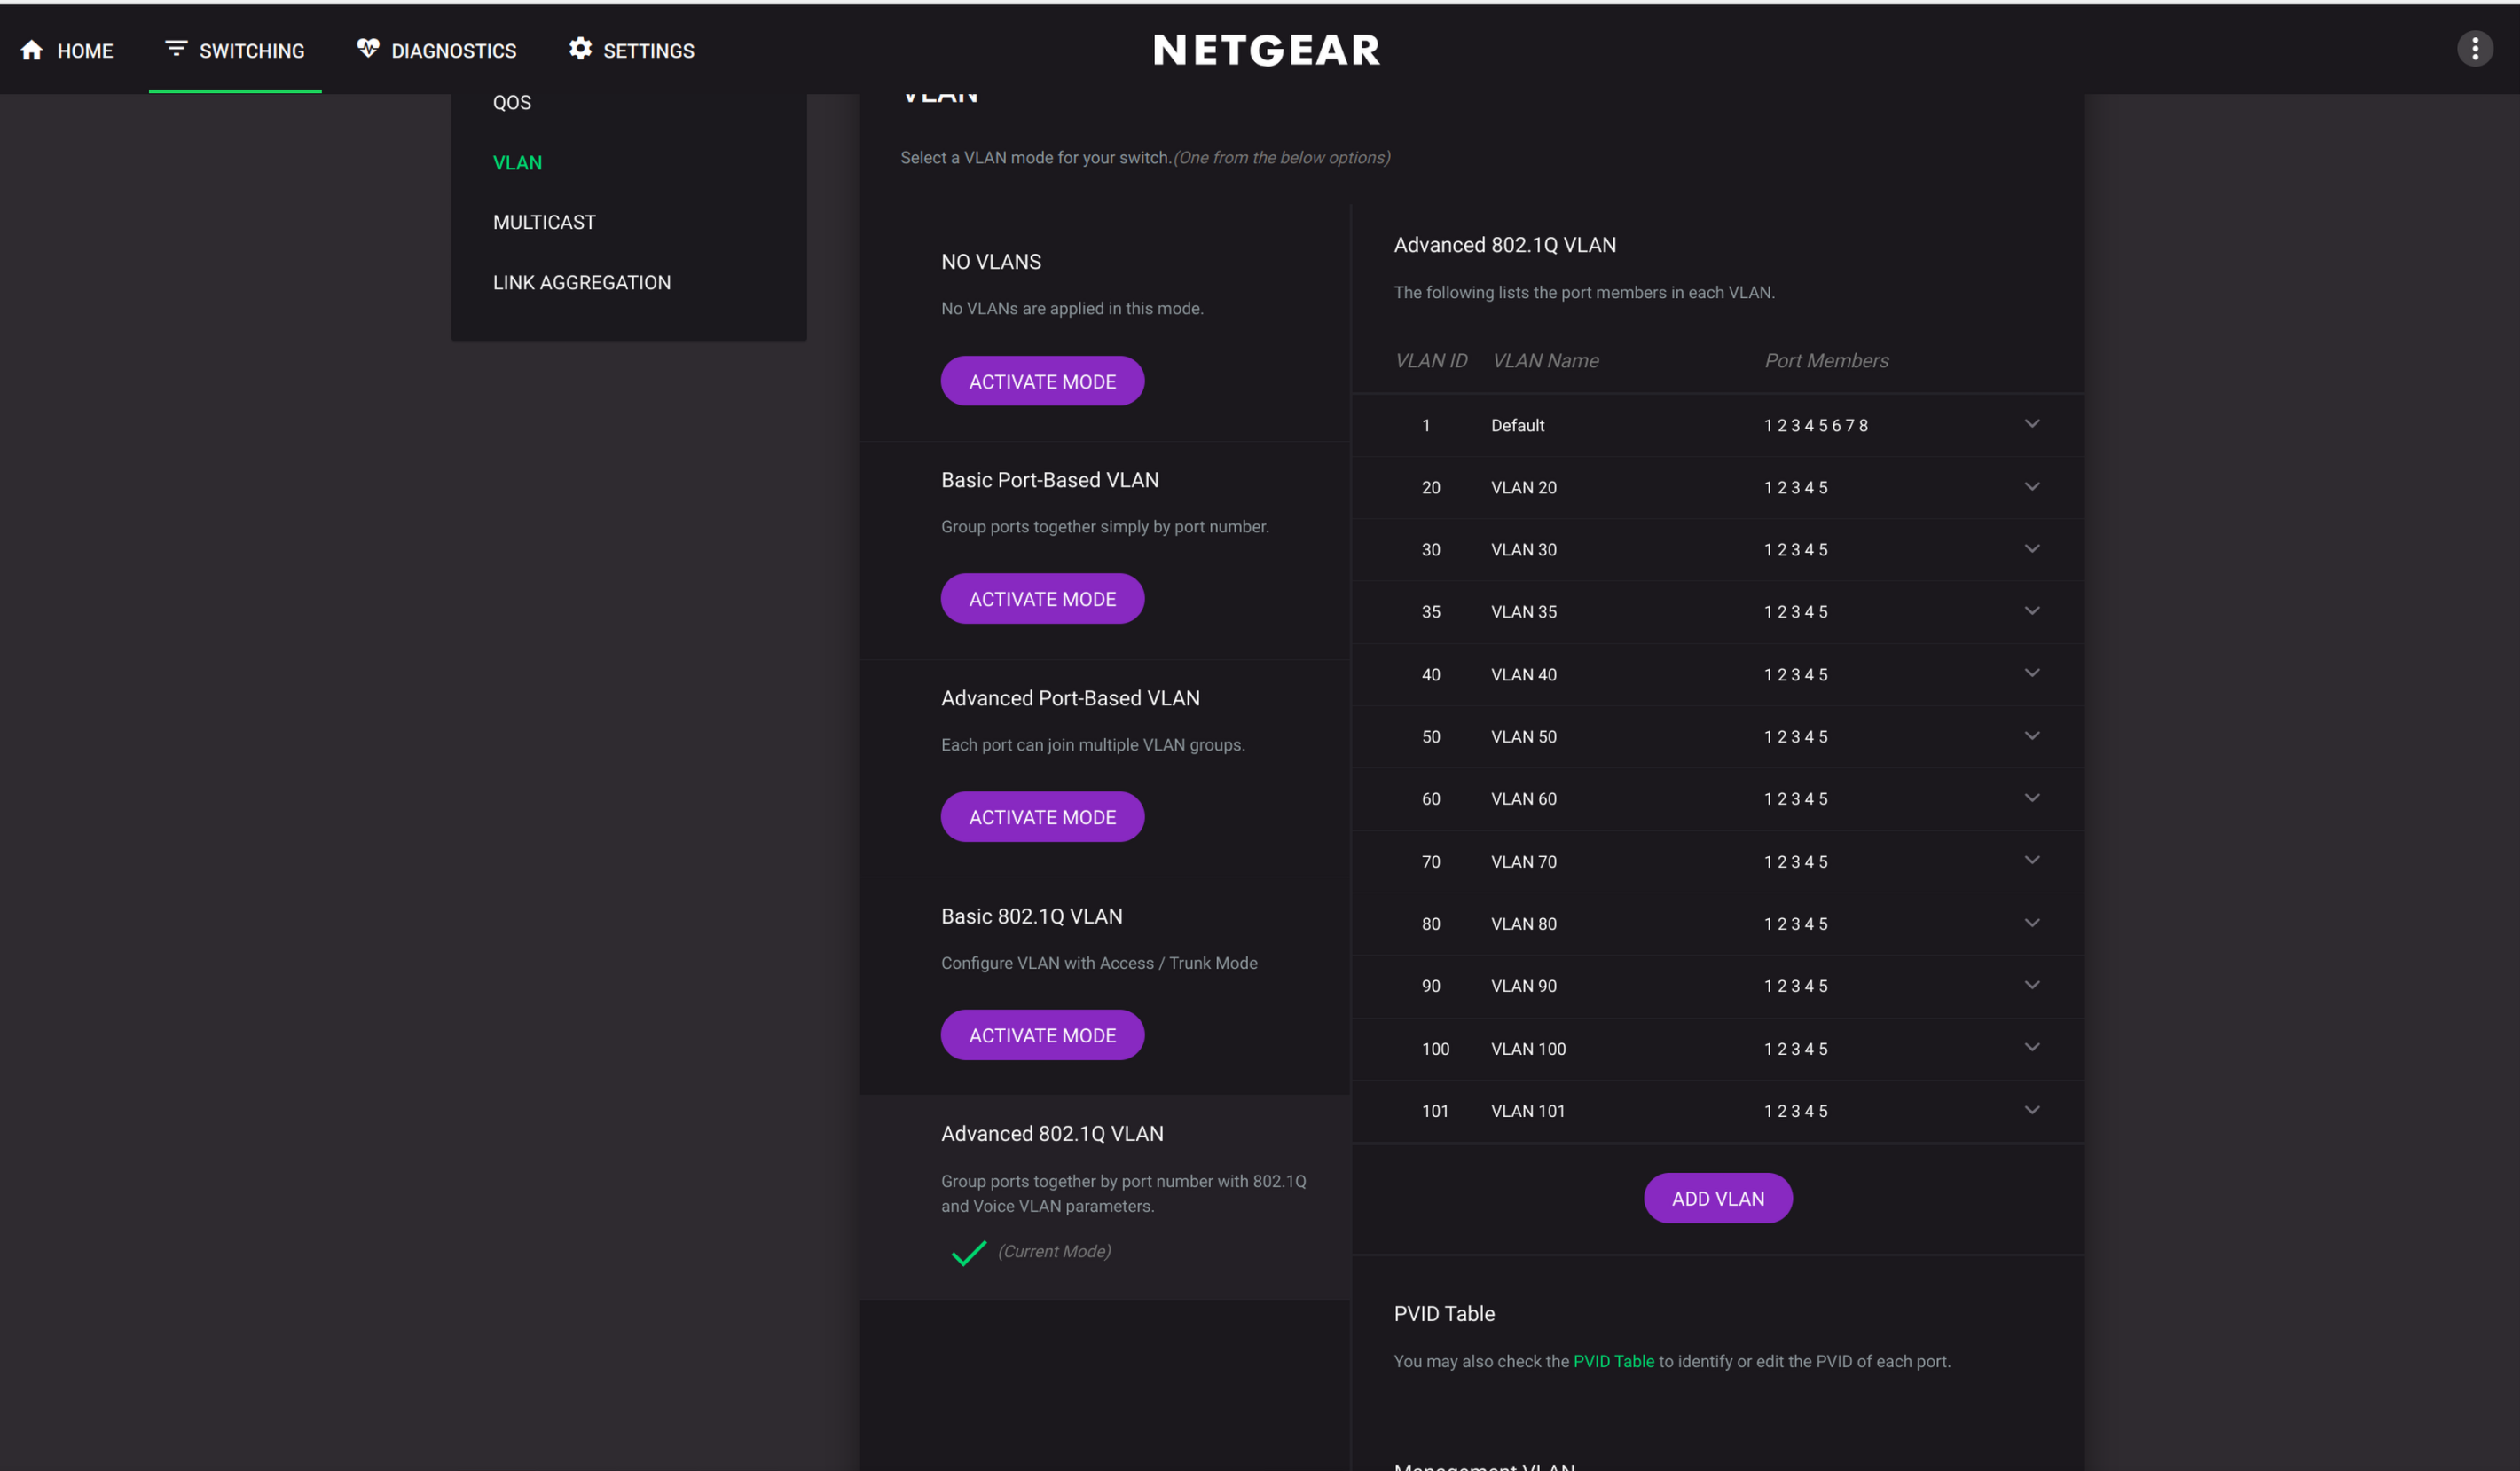 HOME SWITCHING DIAGNOSTICS SETTINGS NETGEAR
QOS
VLAN
MULTICAST
LINK AGGREGATION
VLAN
Select a VLAN mode for your switch.(One from the below options)
NO VLANS
No VLANs are applied in this mode.
ACTIVATE MODE
Basic Port-Based VLAN
Group ports together simply by port number.
ACTIVATE MODE
Advanced Port-Based VLAN
Each port can join multiple VLAN groups.
ACTIVATE MODE
Basic 802.1Q VLAN
Configure VLAN with Access / Trunk Mode
ACTIVATE MODE
Advanced 802.1Q VLAN
Group ports together by port number with 802.1Q
and Voice VLAN parameters.
(Current Mode)
Advanced 802.1Q VLAN
The following lists the port members in each VLAN.
VLAN ID VLAN Name Port Members
1 Default 1 2 3 4 5 6 7 8
20 VLAN 20 1 2 3 4 5
30 VLAN 30 1 2 3 4 5
35 VLAN 35 1 2 3 4 5
40 VLAN 40 1 2 3 4 5
50 VLAN 50 1 2 3 4 5
60 VLAN 60 1 2 3 4 5
70 VLAN 70 1 2 3 4 5
80 VLAN 80 1 2 3 4 5
90 VLAN 90 1 2 3 4 5
100 VLAN 100 1 2 3 4 5
101 VLAN 101 1 2 3 4 5
ADD VLAN
PVID Table
You may also check the PVID Table to identify or edit the PVID of each port.
Management VLAN